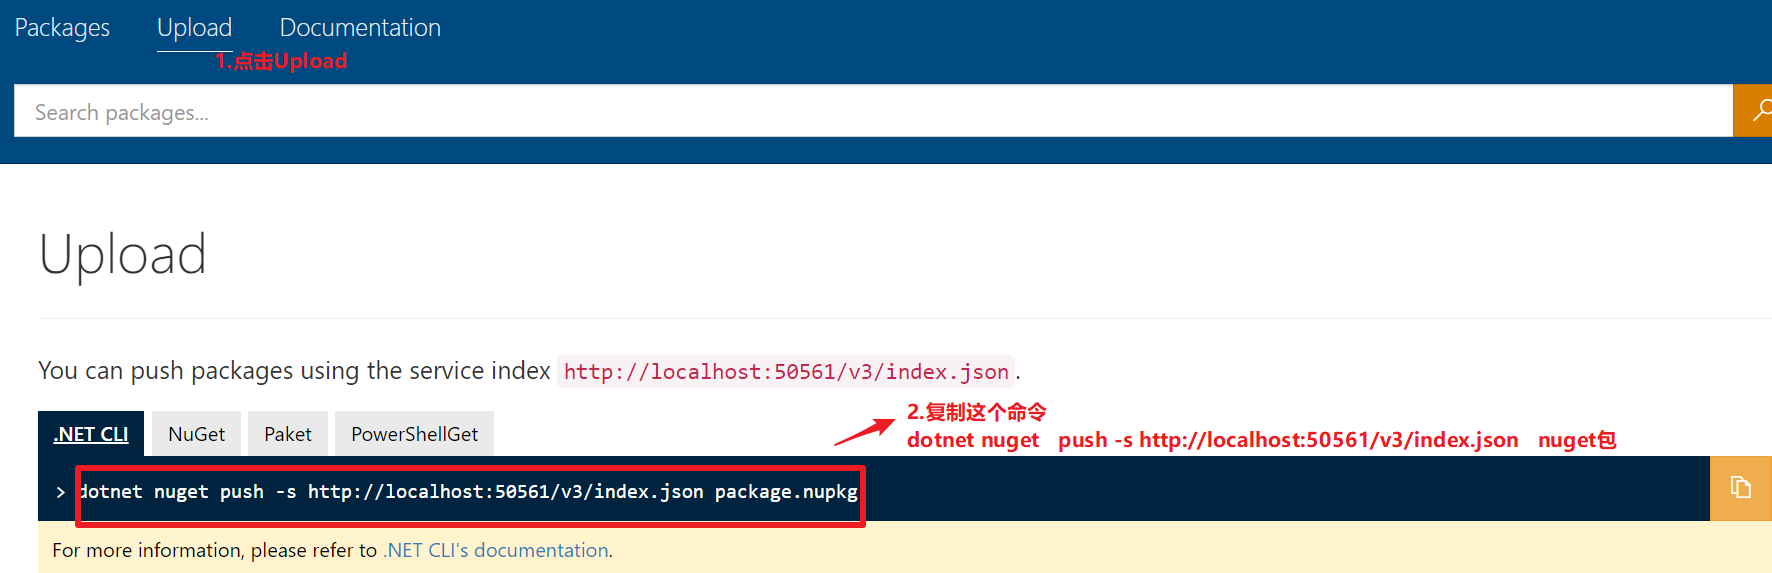 Packages Upload Documentation
1.点击Upload
Search packages...
Upload
You can push packages using the service index http://localhost:50561/v3/index.json.
2.复制这个命令
.NET CLI NuGet Paket PowerShellGet
dotnet nuget push -s http://localhost:50561/v3/index.json nuget包
> dotnet nuget push -s http://localhost:50561/v3/index.json package.nupkg
For more information, please refer to .NET CLI's documentation.